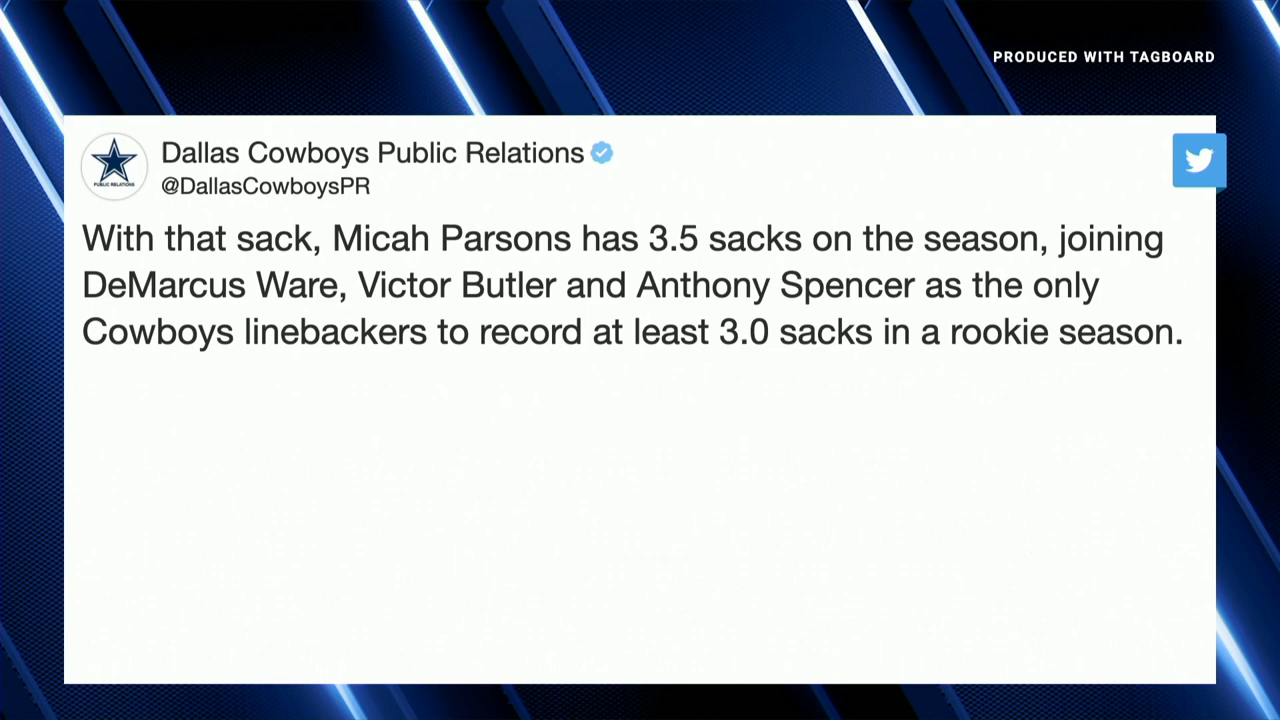 PRODUCED WITH TAGBOARD
Dallas Cowboys Public Relations
@DallasCowboysPR
PUBLIC RELATIONS
With that sack, Micah Parsons has 3.5 sacks on the season, joining
DeMarcus Ware, Victor Butler and Anthony Spencer as the only
Cowboys linebackers to record at least 3.0 sacks in a rookie season.